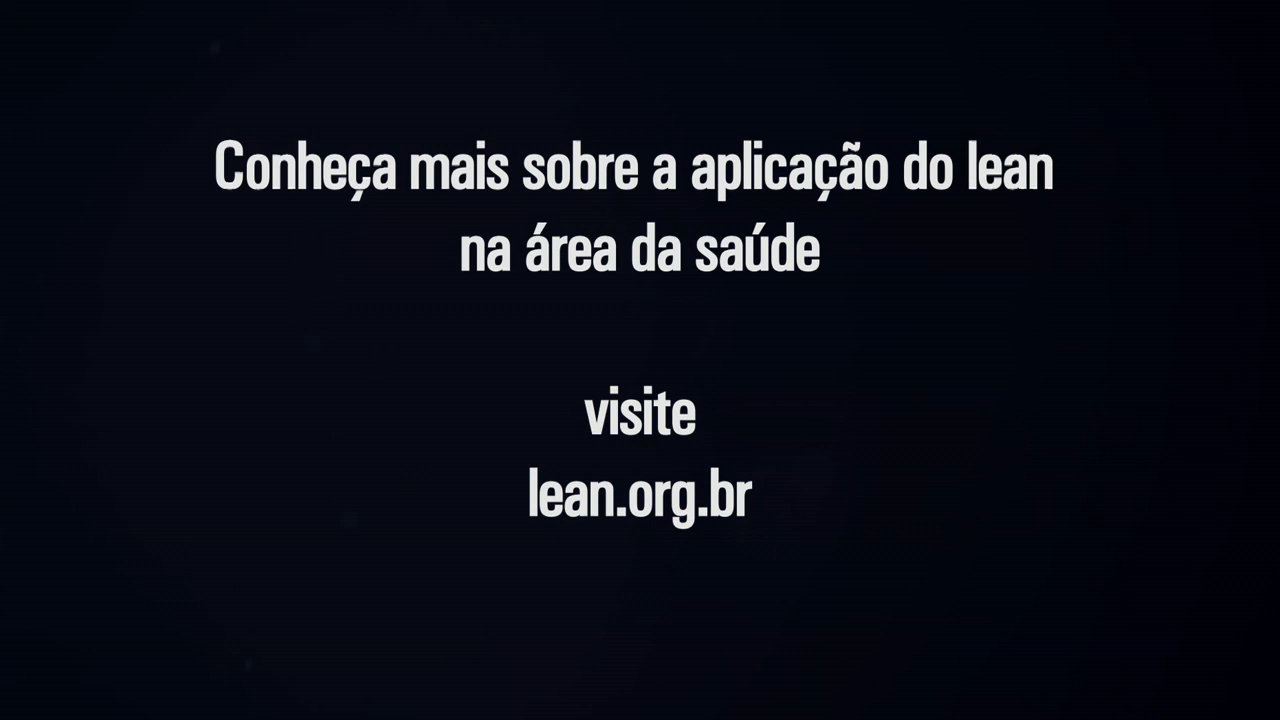 Conheça mais sobre a aplicação do lean
na área da saúde
visite
lean.org.br